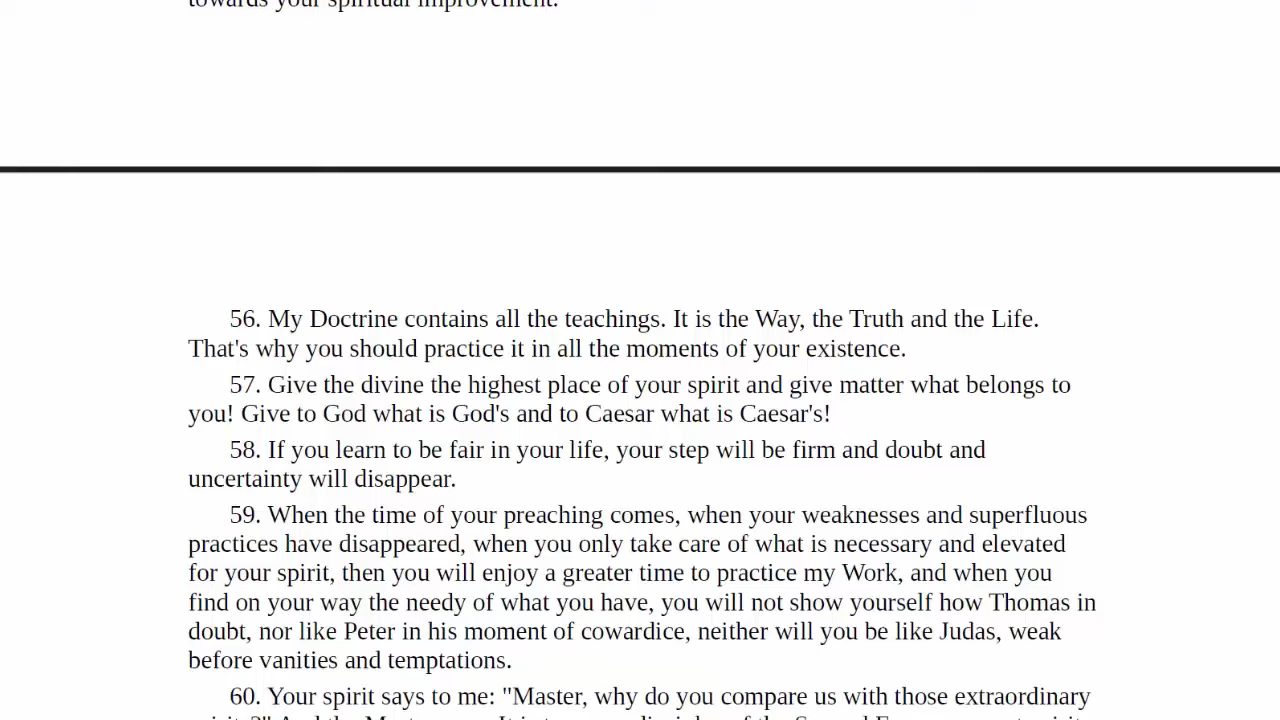 towards your spiritual improvement.
56. My Doctrine contains all the teachings. It is the Way, the Truth and the Life.
That's why you should practice it in all the moments of your existence.
57. Give the divine the highest place of your spirit and give matter what belongs to
you! Give to God what is God's and to Caesar what is Caesar's!
58. If you learn to be fair in your life, your step will be firm and doubt and
uncertainty will disappear.
59. When the time of your preaching comes, when your weaknesses and superfluous
practices have disappeared, when you only take care of what is necessary and elevated
for your spirit, then you will enjoy a greater time to practice my Work, and when you
find on your way the needy of what you have, you will not show yourself how Thomas in
doubt, nor like Peter in his moment of cowardice, neither will you be like Judas, weak
before vanities and temptations.
60. Your spirit says to me: "Master, why do you compare us with those extraordinary